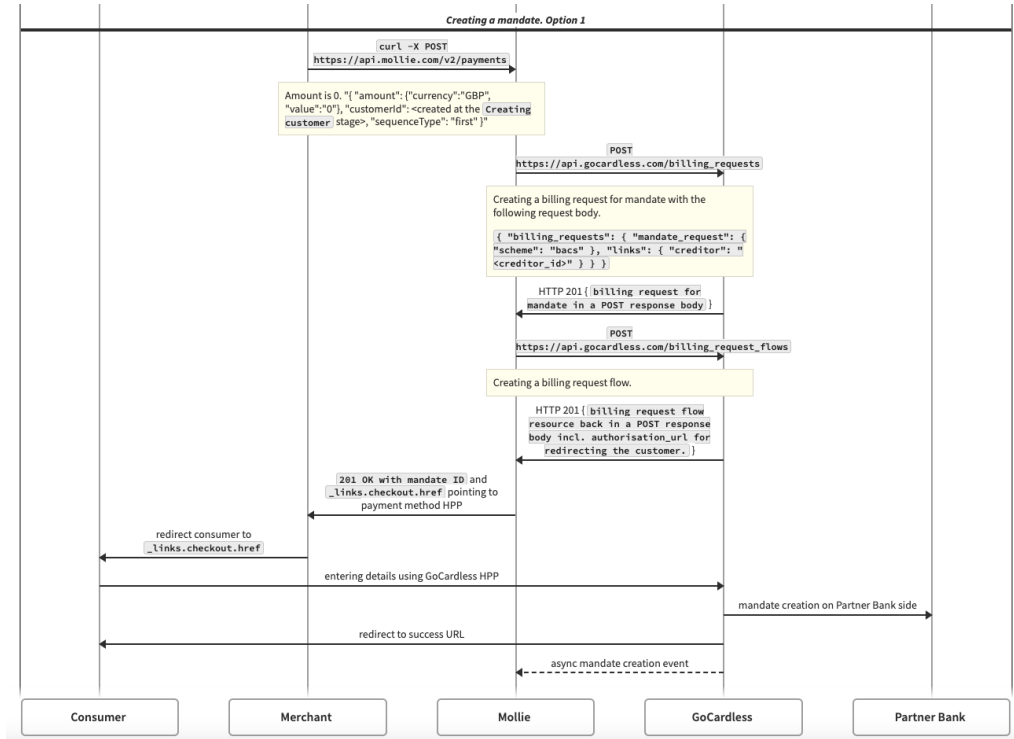 Creating a mandate. Option 1
curl -X POST
https://api.mollie.com/v2/payments
Amount is 0. "{ "amount": {"currency":"GBP",
"value":"0"}, "customerId": <created at the Creating
customer stage>, "sequenceType": "first" }"
POST
https://api.gocardless.com/billing_requests
Creating a billing request for mandate with the
following request body.
{ "billing_requests": { "mandate_request": {
"scheme": "bacs" }, "links": { "creditor": "
<creditor_id>" } } }
HTTP 201 { billing request for
mandate in a POST response body }
POST
https://api.gocardless.com/billing_request_flows
Creating a billing request flow.
HTTP 201 { billing request flow
resource back in a POST response
body incl. authorisation_url for
redirecting the customer. }
201 OK with mandate ID and
_links.checkout.href pointing to
payment method HPP
redirect consumer to
_links.checkout.href
entering details using GoCardless HPP
mandate creation on Partner Bank side
redirect to success URL
async mandate creation event
Consumer
Merchant
Mollie
GoCardless
Partner Bank